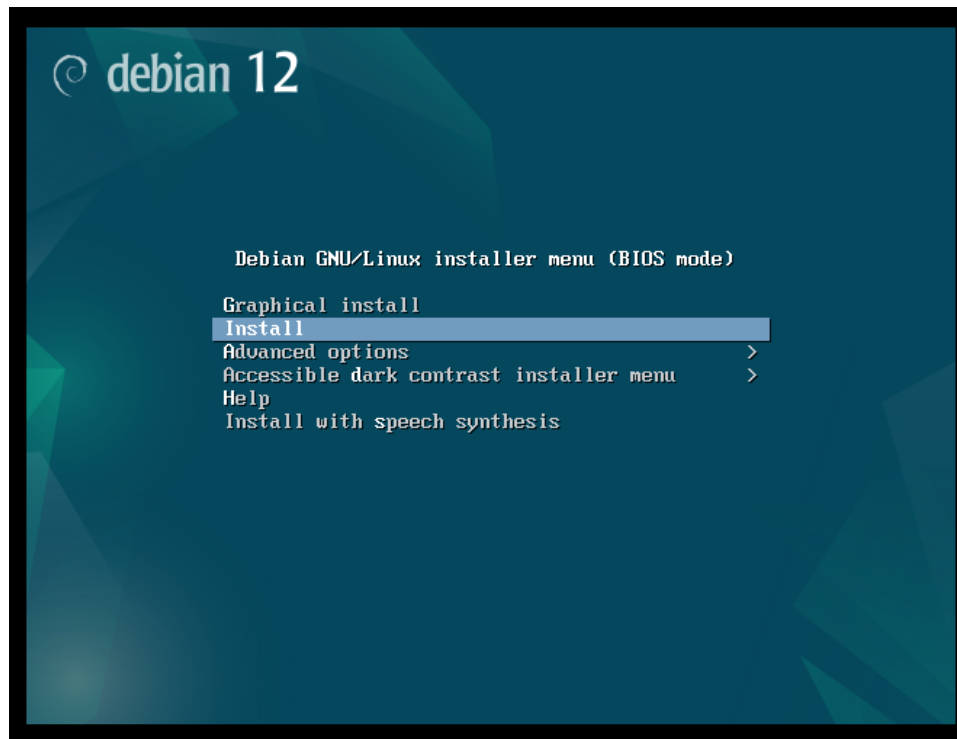 debian 12
Debian GNU/Linux installer menu (BIOS mode)
Graphical install
Install
Advanced options >
Accessible dark contrast installer menu >
Help
Install with speech synthesis